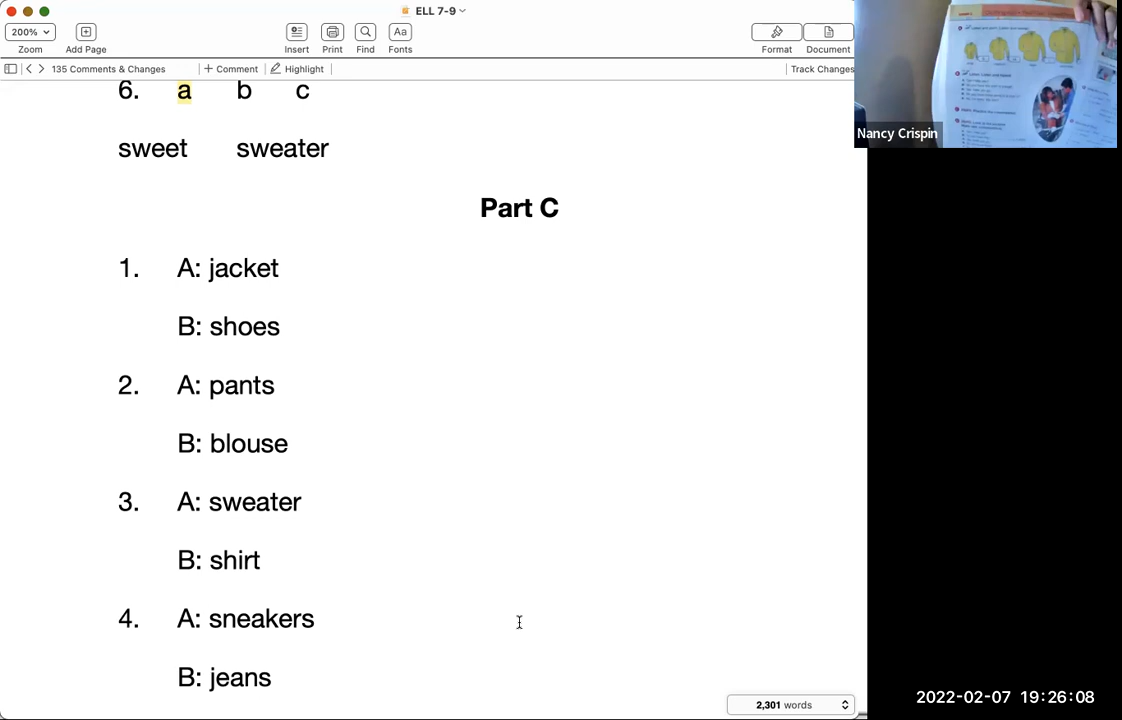 ELL 7-9
200%
Zoom
Add Page
Insert
Print
Find
Aa
Fonts
Format
Document
135 Comments & Changes
+ Comment
Highlight
Track Changes
6. a b c
sweet sweater
Part C
1. A: jacket
B: shoes
2. A: pants
B: blouse
3. A: sweater
B: shirt
4. A: sneakers
B: jeans
2,301 words
Nancy Crispin
2022-02-07 19:26:08